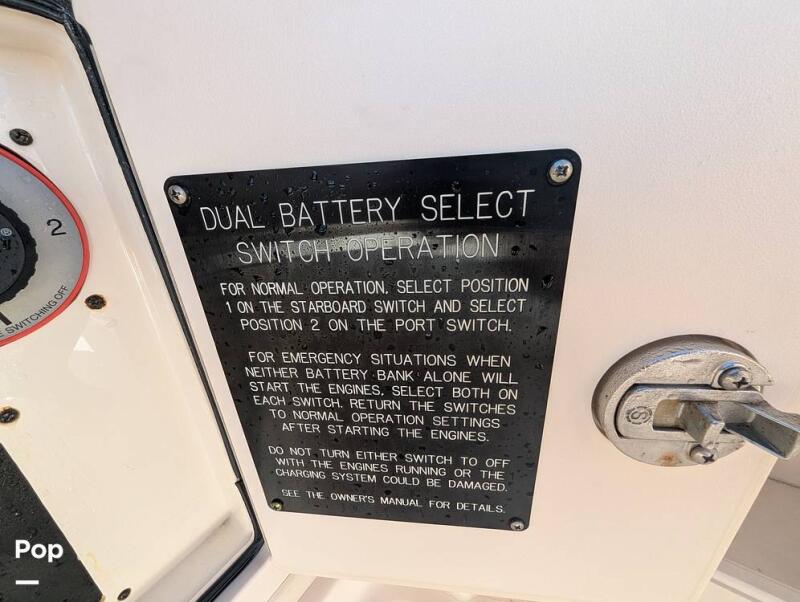 DUAL BATTERY SELECT
SWITCH OPERATION
FOR NORMAL OPERATION, SELECT POSITION
1 ON THE STARBOARD SWITCH AND SELECT
POSITION 2 ON THE PORT SWITCH.
FOR EMERGENCY SITUATIONS WHEN
NEITHER BATTERY BANK ALONE WILL
START THE ENGINES, SELECT BOTH ON
EACH SWITCH. RETURN THE SWITCHES
TO NORMAL OPERATION SETTINGS
AFTER STARTING THE ENGINES.
DO NOT TURN EITHER SWITCH TO OFF
WITH THE ENGINES RUNNING OR THE
CHARGING SYSTEM COULD BE DAMAGED.
SEE THE OWNER'S MANUAL FOR DETAILS.
2
®
SWITCHING OFF
Pop